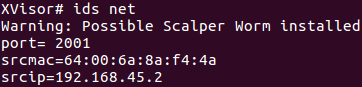 XVisor# ids net
Warning: Possible Scalper Worm installed
port= 2001
srcmac=64:00:6a:8a:f4:4a
srcip=192.168.45.2